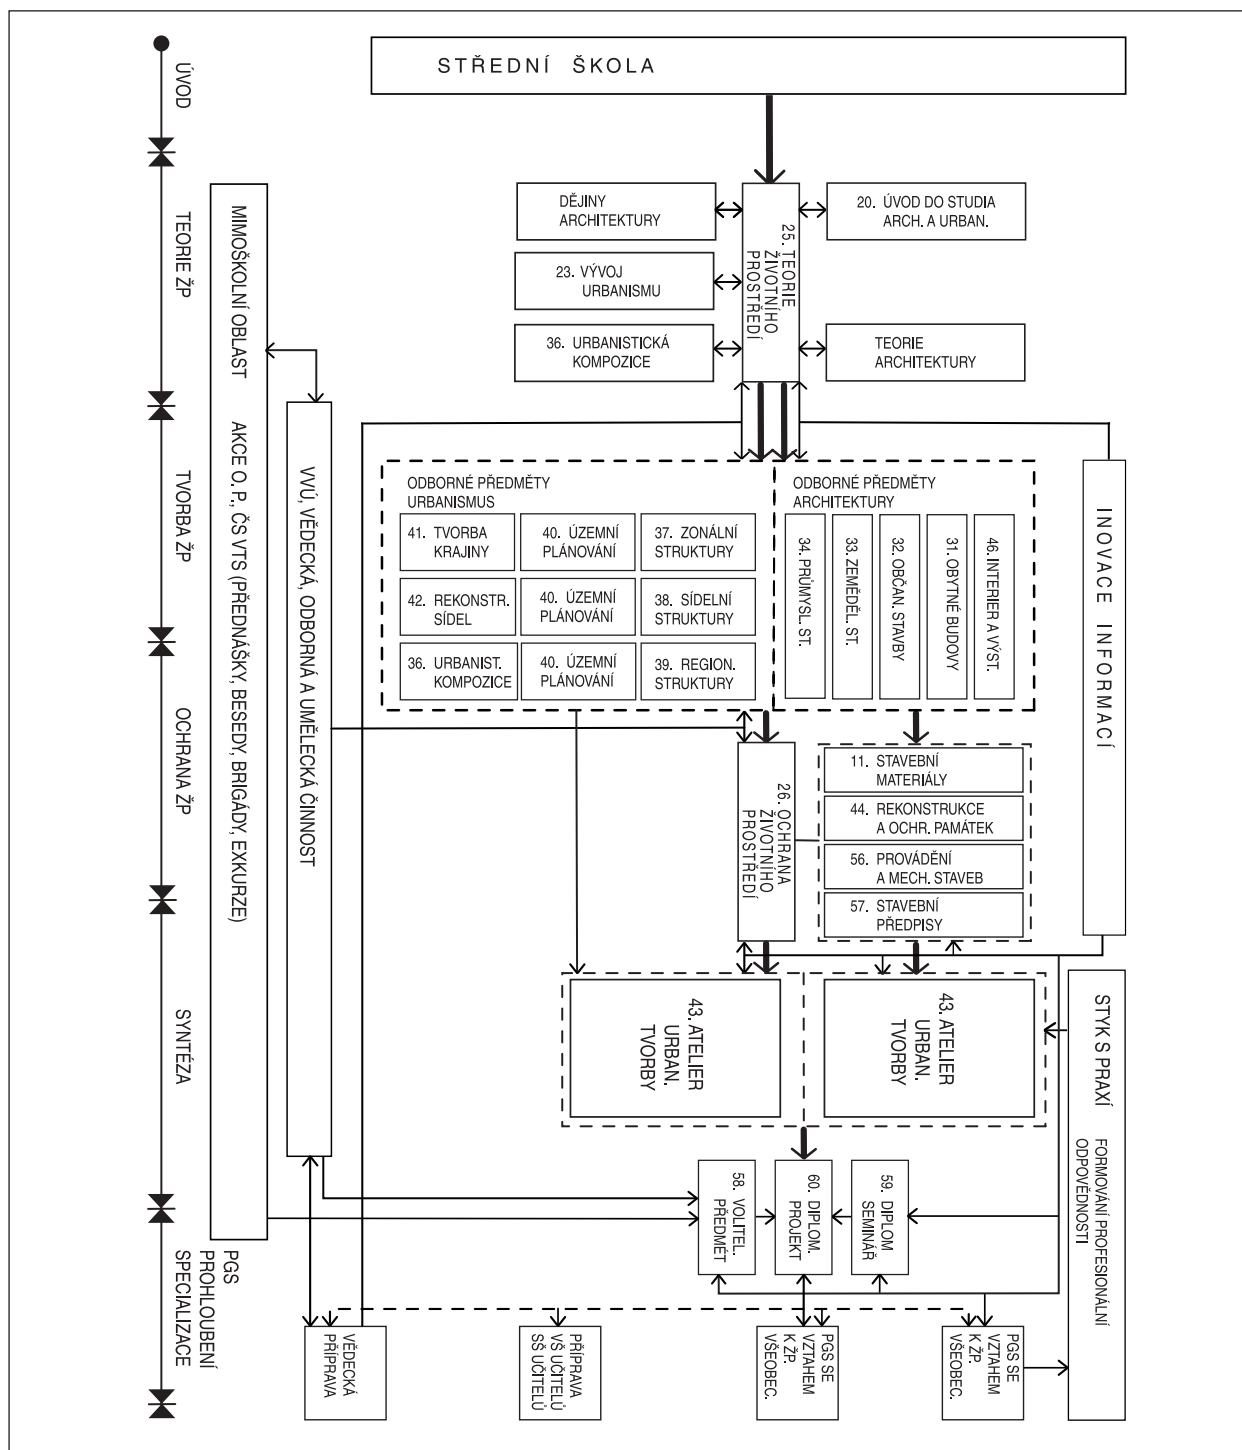 STŘEDNÍ ŠKOLA
ÚVOD
TEORIE ŽP
TVORBA ŽP
OCHRANA ŽP
SYNTÉZA
PGS
PROHLOUBENÍ
SPECIALIZACE
MIMOŠKOLNÍ OBLAST AKCE O. P., ČS VTS (PŘEDNÁŠKY, BESEDY, BRIGÁDY, EXKURZE)
VVÚ, VĚDECKÁ, ODBORNÁ A UMĚLECKÁ ČINNOST
DĚJINY
ARCHITEKTURY
23. VÝVOJ
URBANISMU
36. URBANISTICKÁ
KOMPOZICE
25. TEORIE
ŽIVOTNÍHO
PROSTŘEDÍ
20. ÚVOD DO STUDIA
ARCH. A URBAN.
TEORIE
ARCHITEKTURY
ODBORNÉ PŘEDMĚTY
URBANISMUS
41. TVORBA
KRAJINY
40. ÚZEMNÍ
PLÁNOVÁNÍ
37. ZONÁLNÍ
STRUKTURY
42. REKONSTR.
SÍDEL
40. ÚZEMNÍ
PLÁNOVÁNÍ
38. SÍDELNÍ
STRUKTURY
36. URBANIST.
KOMPOZICE
40. ÚZEMNÍ
PLÁNOVÁNÍ
39. REGION.
STRUKTURY
ODBORNÉ PŘEDMĚTY
ARCHITEKTURY
34. PRŮMYSL. ST.
33. ZEMĚDĚL. ST.
32. OBČAN. STAVBY
31. OBYTNÉ BUDOVY
46. INTERIER A VÝST.
INOVACE INFORMACÍ
26. OCHRANA
ŽIVOTNÍHO
PROSTŘEDÍ
11. STAVEBNÍ
MATERIÁLY
44. REKONSTRUKCE
A OCHR. PAMÁTEK
56. PROVÁDĚNÍ
A MECH. STAVEB
57. STAVEBNÍ
PŘEDPISY
43. ATELIER
URBAN.
TVORBY
43. ATELIER
URBAN.
TVORBY
STYK S PRAXÍ
FORMOVÁNÍ PROFESIONÁLNÍ
ODPOVĚDNOSTI
58. VOLITEL.
PŘEDMĚT
60. DIPLOM.
PROJEKT
59. DIPLOM
SEMINÁŘ
VĚDECKÁ
PŘÍPRAVA
PŘÍPRAVA
VŠ UČITELŮ
SŠ UČITELŮ
PGS SE
VZTAHEM
K ŽP.
VŠEOBEC.
PGS SE
VZTAHEM
K ŽP.
VŠEOBEC.